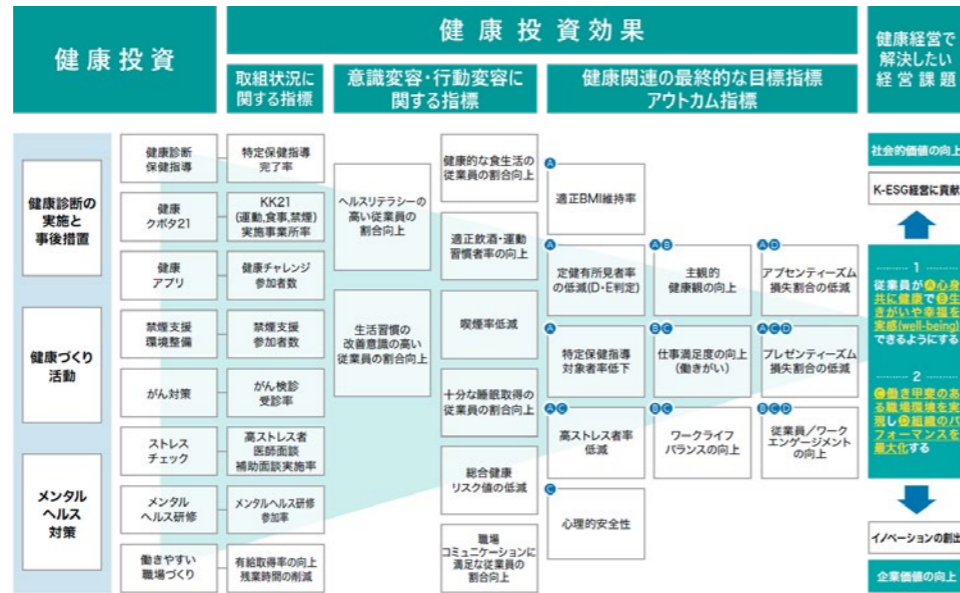 健康投資
健康投資効果
健康経営で
解決したい
経営課題
取組状況に
関する指標
意識変容・行動変容に
関する指標
健康関連の最終的な目標指標
アウトカム指標
健康診断の
実施と
事後措置
健康づくり
活動
メンタル
ヘルス
対策
健康診断
保健指導
健康
クボタ21
健康
アプリ
禁煙支援
環境整備
がん対策
ストレス
チェック
メンタル
ヘルス研修
働きやすい
職場づくり
特定保健指導
完了率
KK21
(運動,食事,禁煙)
実施事業所率
健康チャレンジ
参加者数
禁煙支援
参加者数
がん検診
受診率
高ストレス者
医師面談
補助面談実施率
メンタルヘルス研修
参加率
有給取得率の向上
残業時間の削減
ヘルスリテラシーの
高い従業員の
割合向上
生活習慣の
改善意識の高い
従業員の割合向上
健康的な食生活の
従業員の割合向上
適正飲酒・運動
習慣者率の向上
喫煙率低減
十分な睡眠取得の
従業員の割合向上
総合健康
リスク値の低減
職場
コミュニケーションに
満足な従業員の
割合向上
A
適正BMI維持率
A
定健有所見者率
の低減(D・E判定)
A
特定保健指導
対象者率低下
A C
高ストレス者率
低減
C
心理的安全性
A B
主観的
健康観の向上
B C
仕事満足度の向上
(働きがい)
B C
ワークライフ
バランスの向上
A D
アブセンティーズム
損失割合の低減
A C D
プレゼンティーズム
損失割合の低減
B C D
従業員／ワーク
エンゲージメント
の向上
社会的価値の向上
K-ESG経営に貢献
1
従業員がA心身
共に健康でB生
きがいや幸福を
実感(well-being)
できるようにする
2
C働き甲斐のあ
る職場環境を実
現しD組織のパ
フォーマンスを
最大化する
イノベーションの創出
企業価値の向上